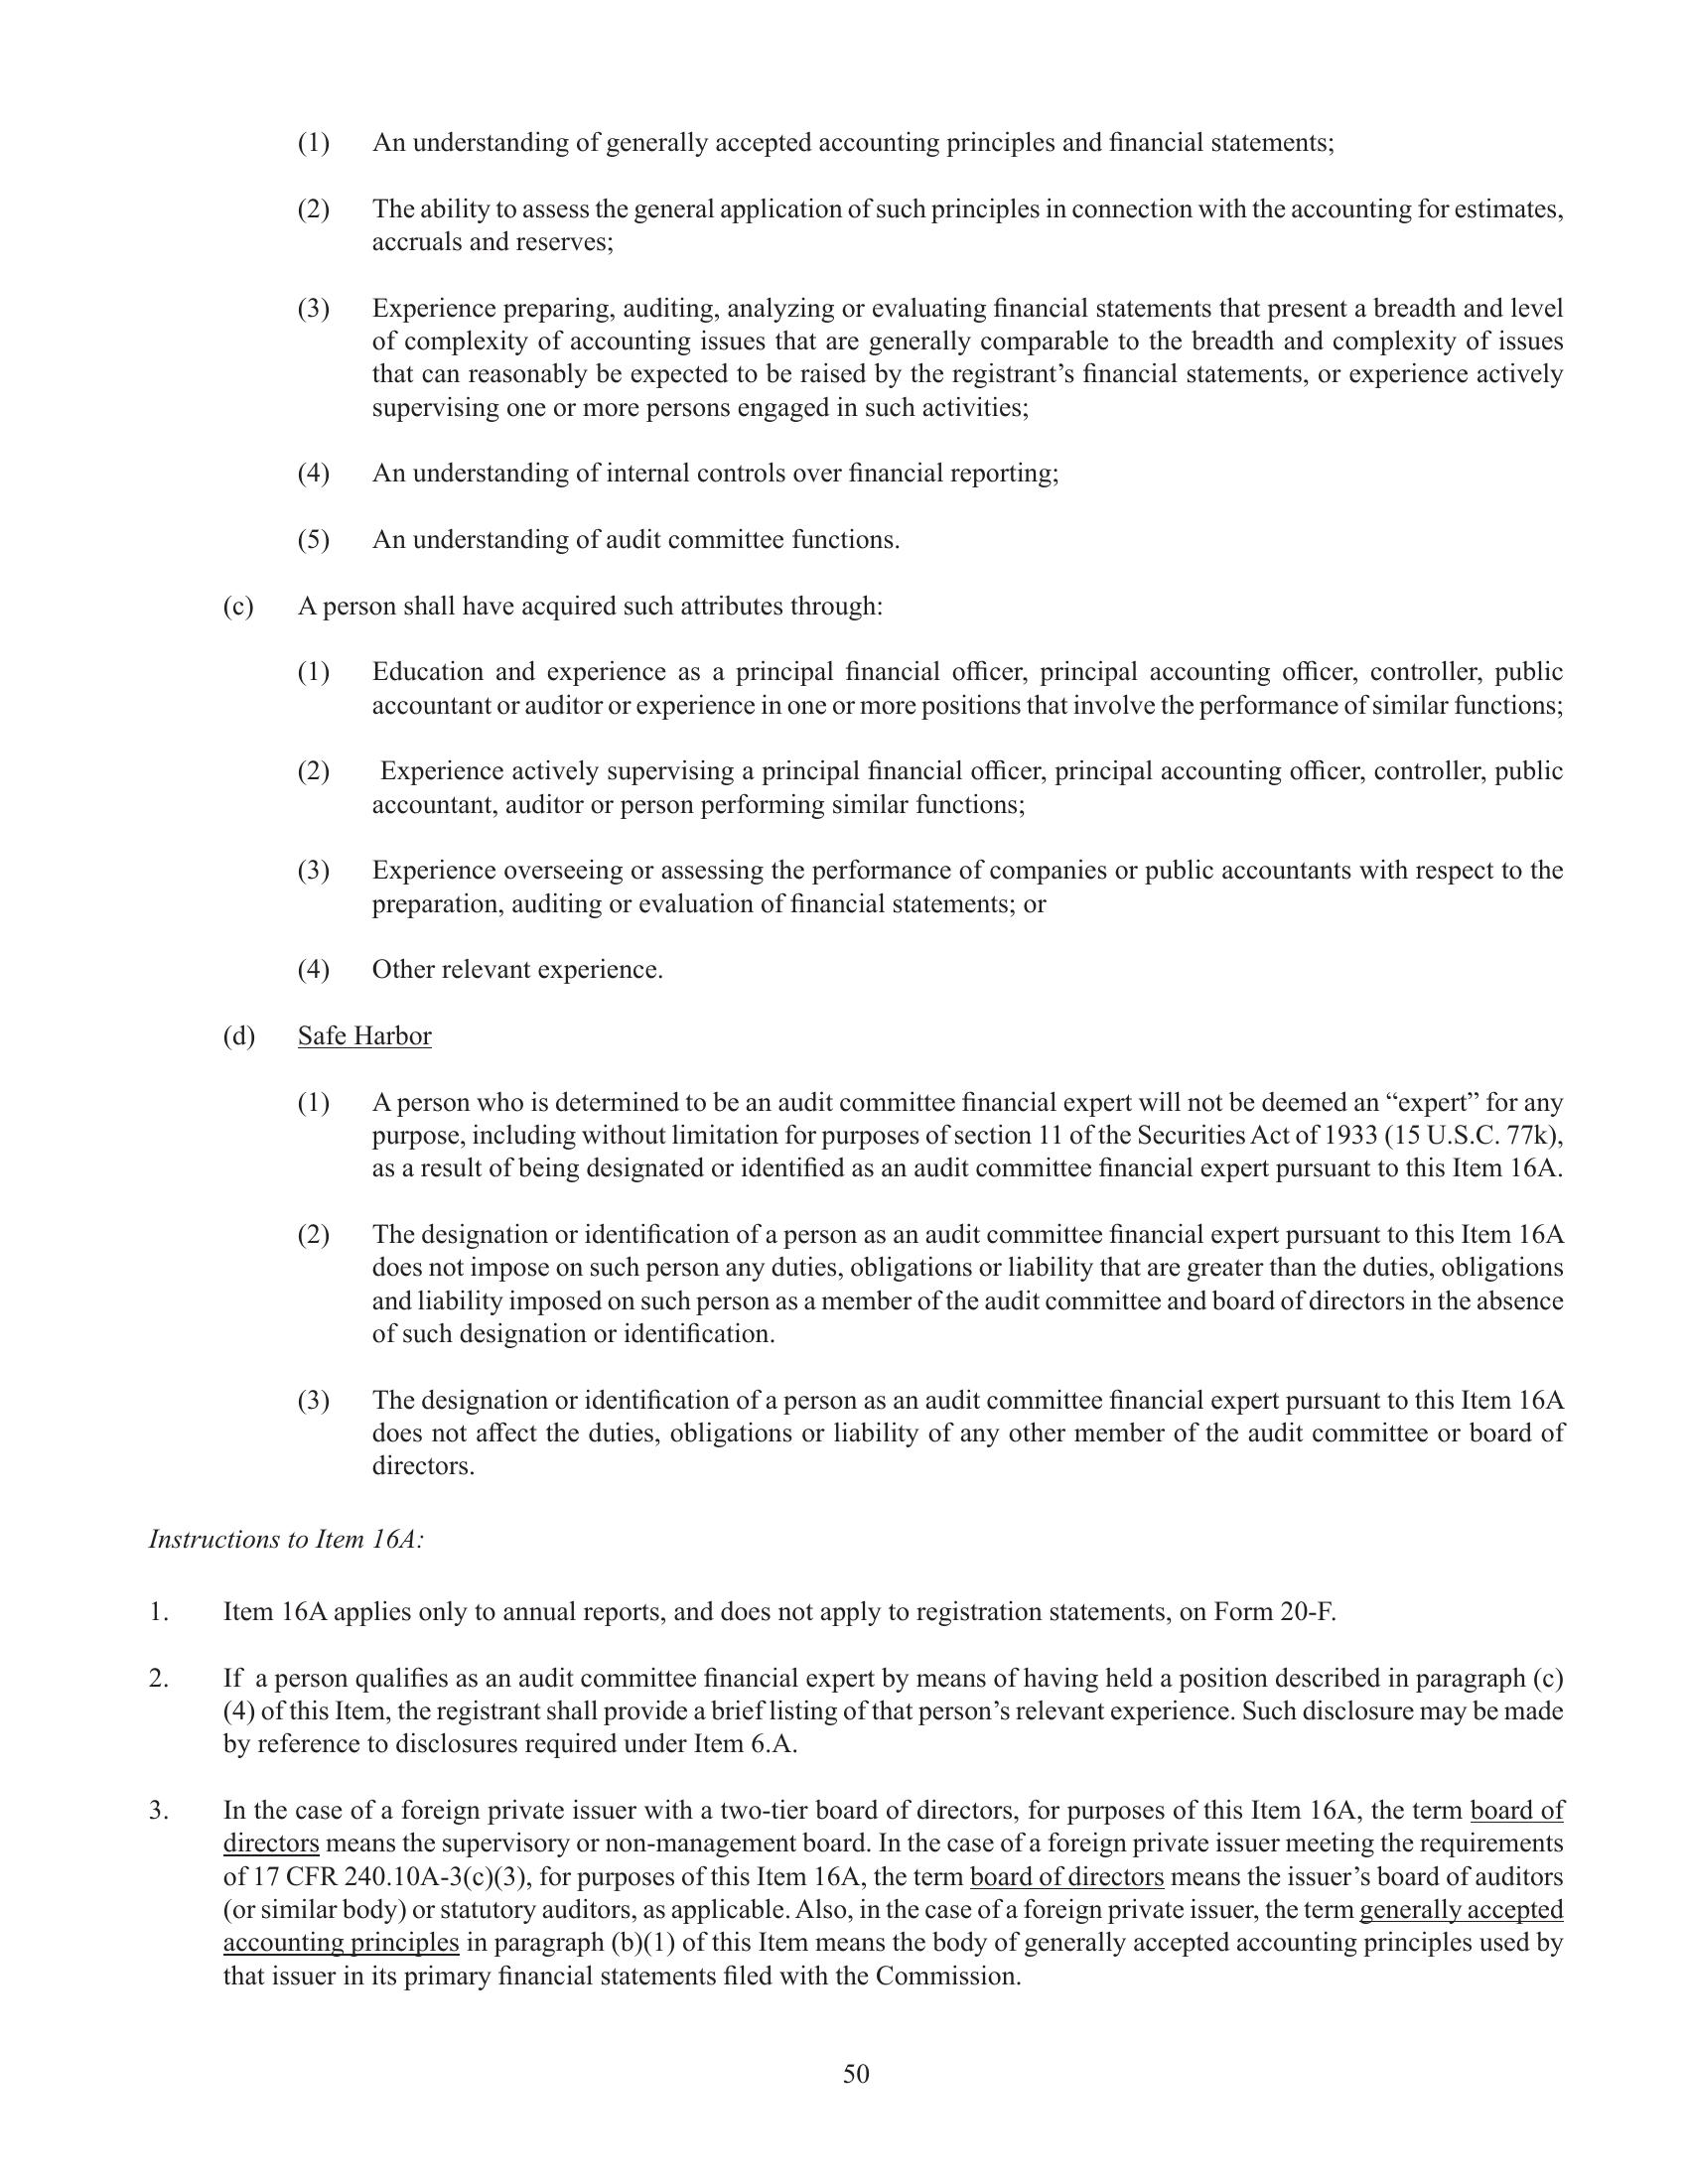 (1) An understanding of generally accepted accounting principles and financial statements;
(2) The ability to assess the general application of such principles in connection with the accounting for estimates,
accruals and reserves;
(3) Experience preparing, auditing, analyzing or evaluating financial statements that present a breadth and level
of complexity of accounting issues that are generally comparable to the breadth and complexity of issues
that can reasonably be expected to be raised by the registrant’s financial statements, or experience actively
supervising one or more persons engaged in such activities;
(4) An understanding of internal controls over financial reporting;
(5) An understanding of audit committee functions.
(c) A person shall have acquired such attributes through:
(1) Education and experience as a principal financial officer, principal accounting officer, controller, public
accountant or auditor or experience in one or more positions that involve the performance of similar functions;
(2) Experience actively supervising a principal financial officer, principal accounting officer, controller, public
accountant, auditor or person performing similar functions;
(3) Experience overseeing or assessing the performance of companies or public accountants with respect to the
preparation, auditing or evaluation of financial statements; or
(4) Other relevant experience.
(d) Safe Harbor
(1) A person who is determined to be an audit committee financial expert will not be deemed an “expert” for any
purpose, including without limitation for purposes of section 11 of the Securities Act of 1933 (15 U.S.C. 77k),
as a result of being designated or identified as an audit committee financial expert pursuant to this Item 16A.
(2) The designation or identification of a person as an audit committee financial expert pursuant to this Item 16A
does not impose on such person any duties, obligations or liability that are greater than the duties, obligations
and liability imposed on such person as a member of the audit committee and board of directors in the absence
of such designation or identification.
(3) The designation or identification of a person as an audit committee financial expert pursuant to this Item 16A
does not affect the duties, obligations or liability of any other member of the audit committee or board of
directors.
Instructions to Item 16A:
1. Item 16A applies only to annual reports, and does not apply to registration statements, on Form 20-F.
2. If a person qualifies as an audit committee financial expert by means of having held a position described in paragraph (c)
(4) of this Item, the registrant shall provide a brief listing of that person’s relevant experience. Such disclosure may be made
by reference to disclosures required under Item 6.A.
3. In the case of a foreign private issuer with a two-tier board of directors, for purposes of this Item 16A, the term board of
directors means the supervisory or non-management board. In the case of a foreign private issuer meeting the requirements
of 17 CFR 240.10A-3(c)(3), for purposes of this Item 16A, the term board of directors means the issuer’s board of auditors
(or similar body) or statutory auditors, as applicable. Also, in the case of a foreign private issuer, the term generally accepted
accounting principles in paragraph (b)(1) of this Item means the body of generally accepted accounting principles used by
that issuer in its primary financial statements filed with the Commission.
50